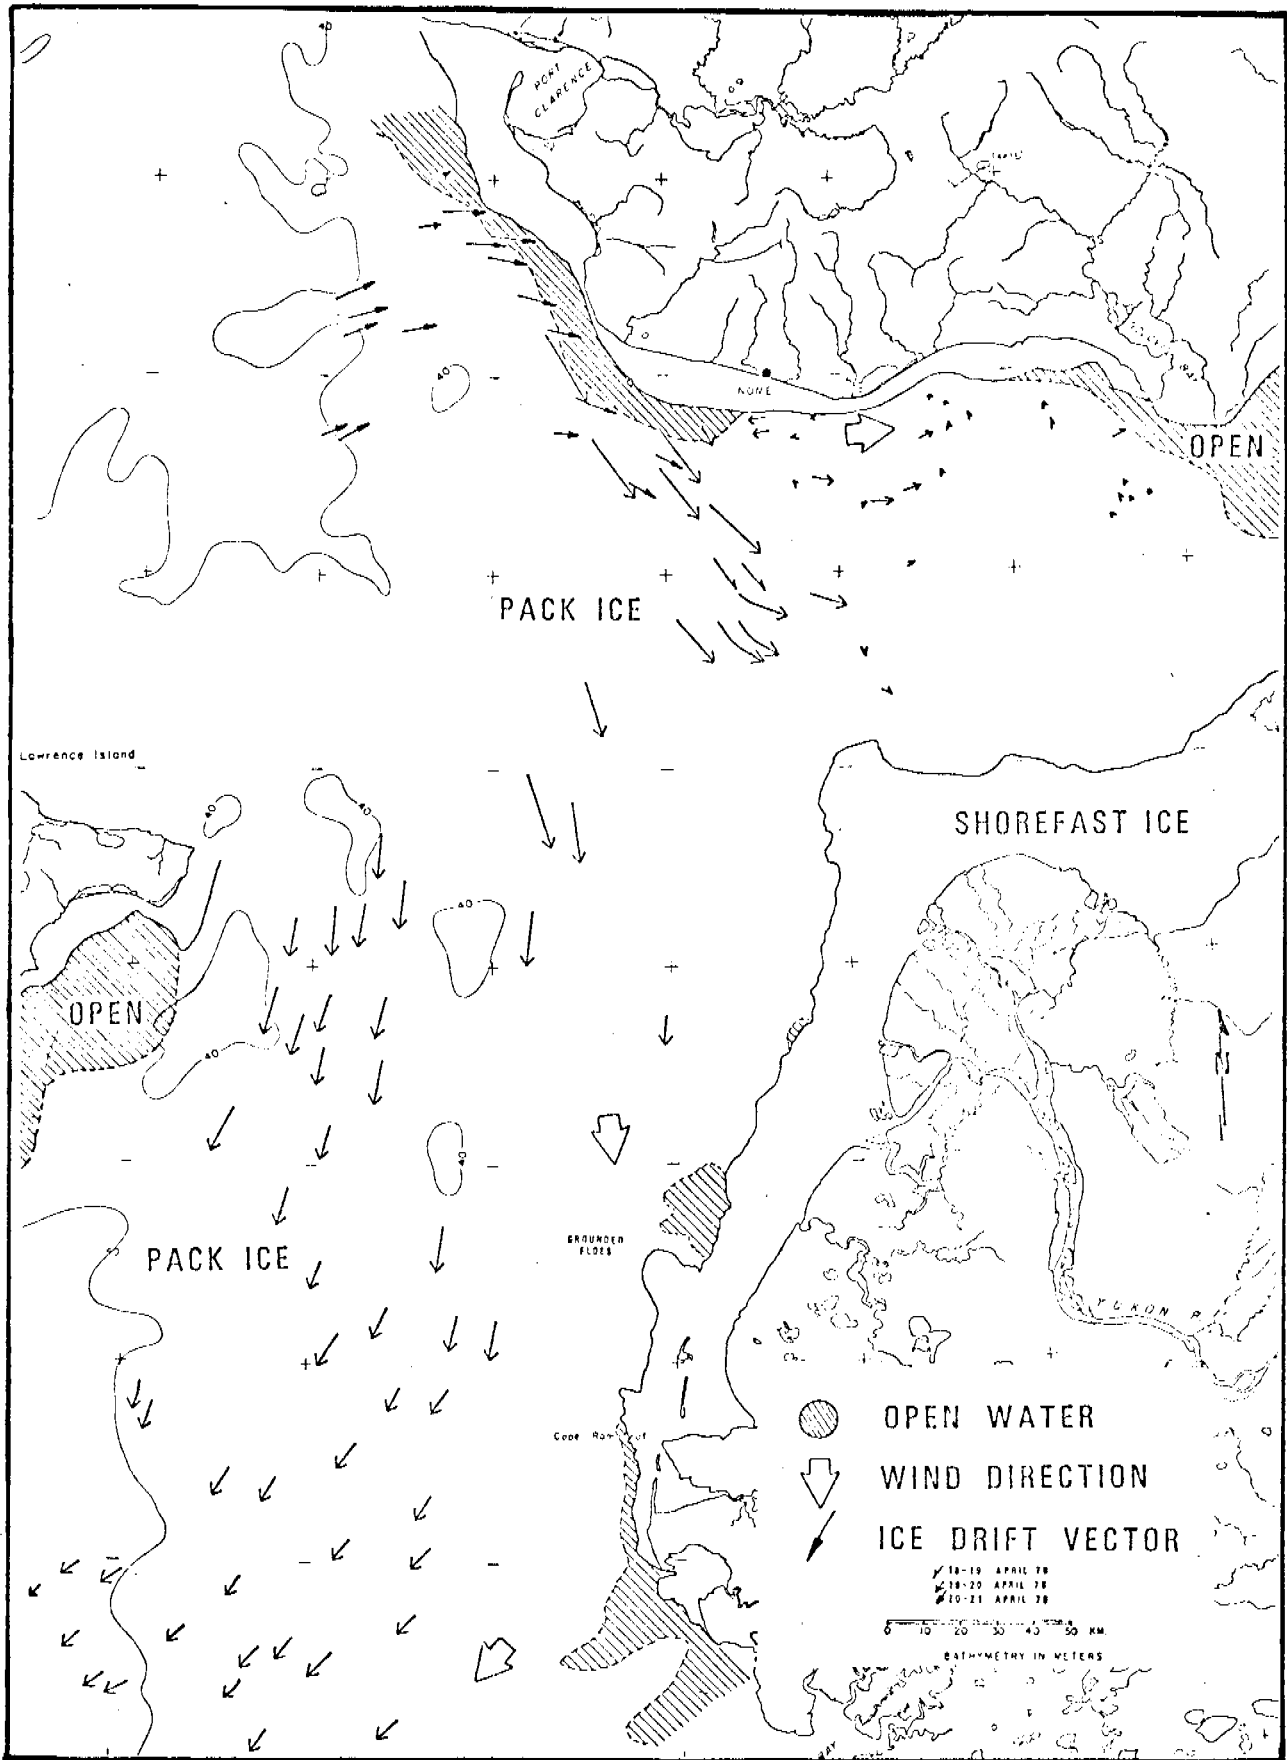 40
PORT
CLARENCE
40
NOME
OPEN
PACK ICE
Lawrence Island
40
40
SHOREFAST ICE
40
OPEN
40
N
40
GROUNDED
FLOES
PACK ICE
YUKON R
OPEN WATER
Cape Romanzof
WIND DIRECTION
ICE DRIFT VECTOR
18-19 APRIL 78
19-20 APRIL 78
20-21 APRIL 78
0 10 20 30 40 50 KM.
BATHYMETRY IN METERS
BAY